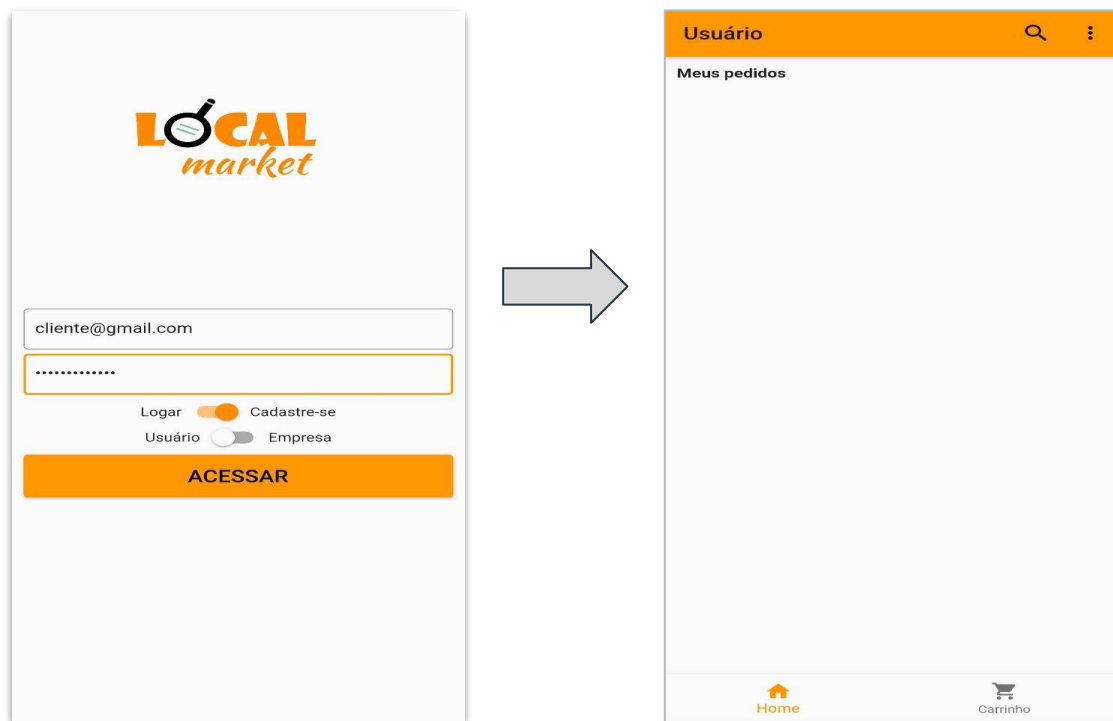 LOCAL
market
cliente@gmail.com
•••••••••••••
Logar Cadastre-se
Usuário Empresa
ACESSAR
Usuário
Meus pedidos
Home Carrinho